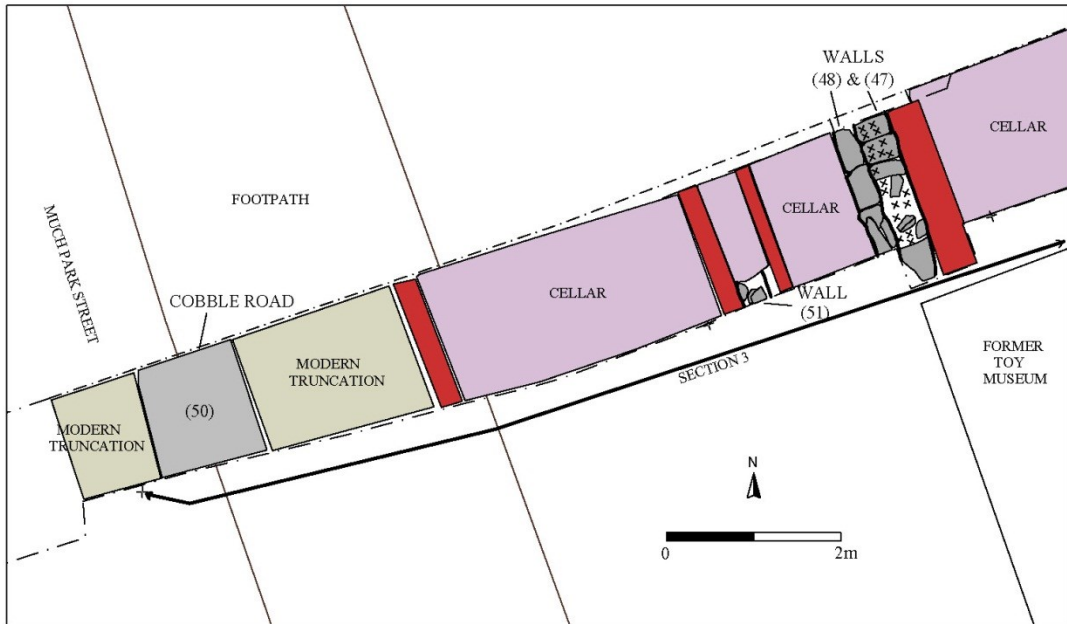 WALLS
(48) & (47)
CELLAR
CELLAR
FOOTPATH
MUCH PARK STREET
CELLAR
COBBLE ROAD
WALL
(51)
MODERN
TRUNCATION
SECTION 3
FORMER
TOY
MUSEUM
(50)
MODERN
TRUNCATION
N
0
2m